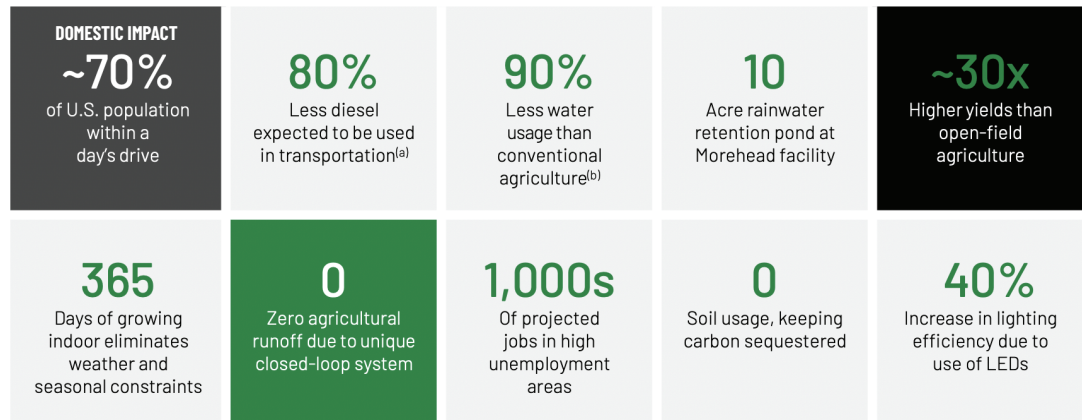 DOMESTIC IMPACT
~70%
of U.S. population
within a
day's drive
80%
Less diesel
expected to be used
in transportation(a)
90%
Less water
usage than
conventional
agriculture(b)
10
Acre rainwater
retention pond at
Morehead facility
~30x
Higher yields than
open-field
agriculture
365
Days of growing
indoor eliminates
weather and
seasonal constraints
0
Zero agricultural
runoff due to unique
closed-loop system
1,000s
Of projected
jobs in high
unemployment
areas
0
Soil usage, keeping
carbon sequestered
40%
Increase in lighting
efficiency due to
use of LEDs